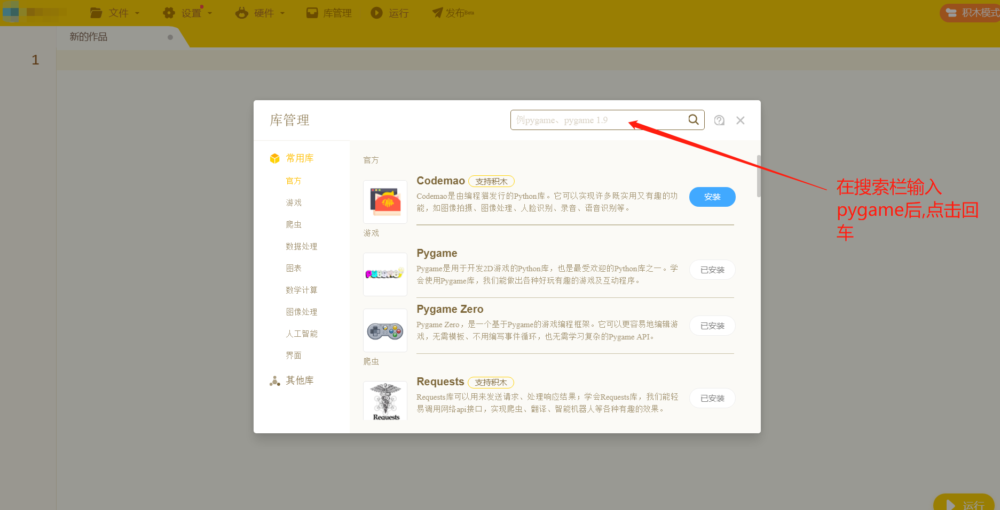 文件
设置
硬件
库管理
运行
发布Beta
积木模式
新的作品
1
库管理
例pygame、pygame 1.9
常用库
官方
游戏
爬虫
数据处理
图表
数学计算
图像处理
人工智能
界面
其他库
官方
Codemao 支持积木
Codemao是由编程猫发行的Python库。它可以实现许多既实用又有趣的功
能，如图像拍摄、图像处理、人脸识别、录音、语音识别等。
安装
游戏
Pygame
Pygame是用于开发2D游戏的Python库，也是最受欢迎的Python库之一。学
会使用Pygame库，我们能做出各种好玩有趣的游戏及互动程序。
已安装
Pygame Zero
Pygame Zero，是一个基于Pygame的游戏编程框架。它可以更容易地编辑游
戏，无需模板、不用编写事件循环，也无需学习复杂的Pygame API。
已安装
爬虫
Requests 支持积木
Requests库可以用来发送请求、处理响应结果；学会Requests库，我们能轻
易调用网络api接口，实现爬虫、翻译、智能机器人等各种有趣的效果。
已安装
Requests
在搜索栏输入
pygame后,点击回
车
运行